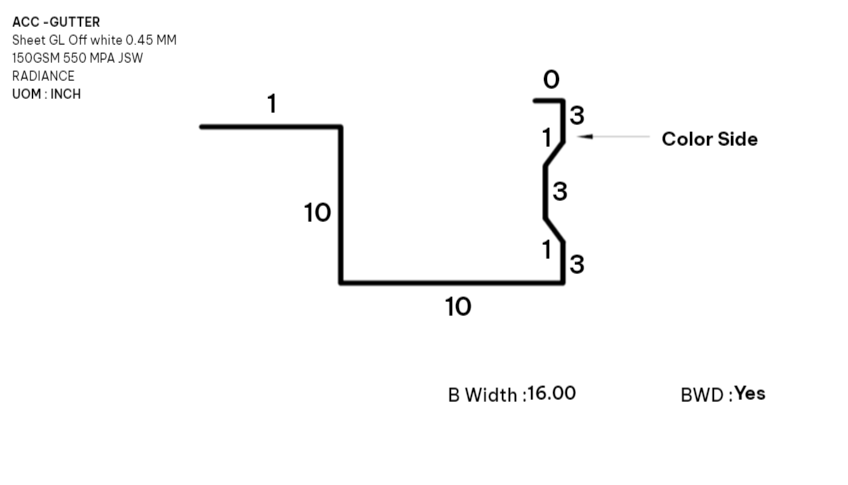 ACC -GUTTER
Sheet GL Off white 0.45 MM
150GSM 550 MPA JSW
RADIANCE
UOM : INCH
0
1
3
1
Color Side
3
10
1
3
10
B Width :16.00
BWD :Yes